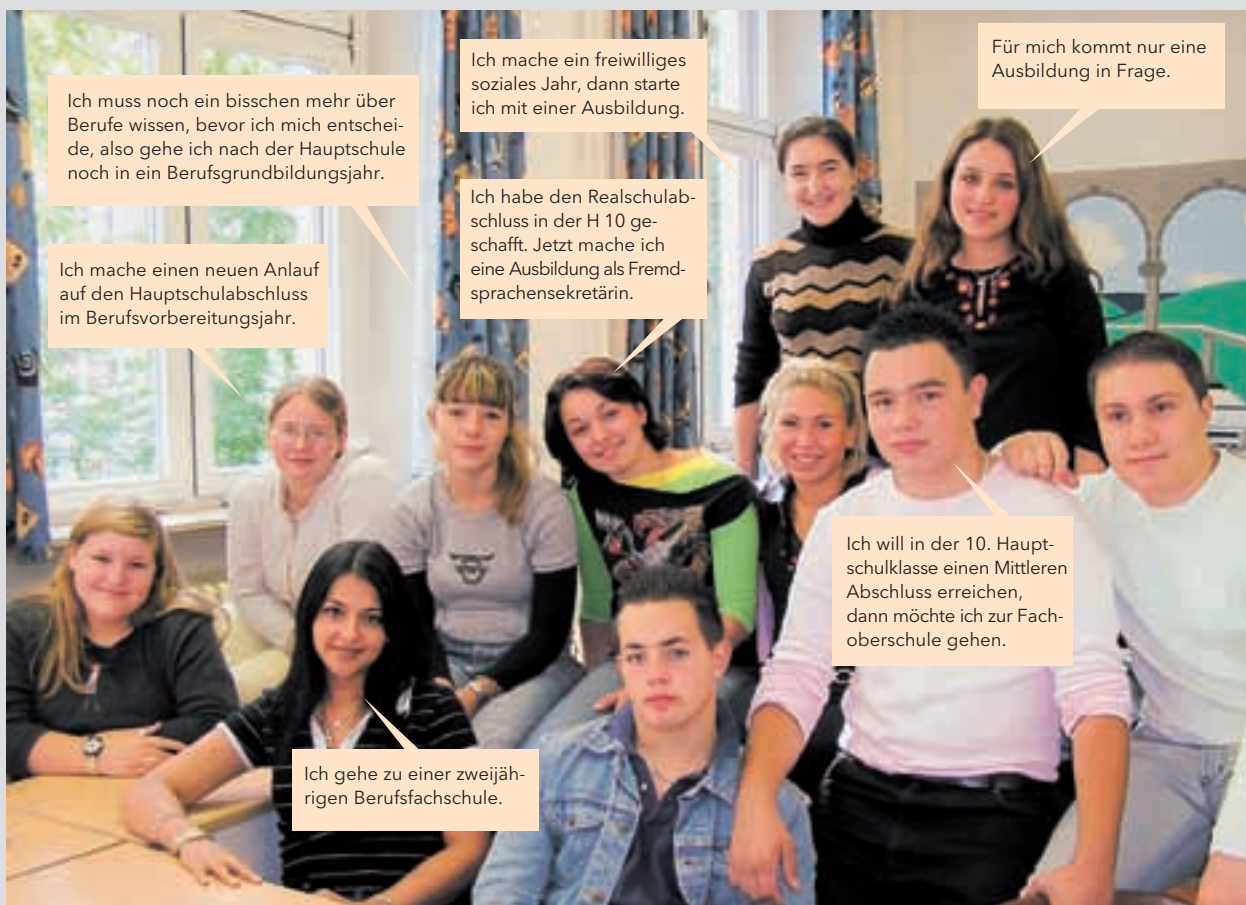 Ich muss noch ein bisschen mehr über
Berufe wissen, bevor ich mich entschei-
de, also gehe ich nach der Hauptschule
noch in ein Berufsgrundbildungsjahr.
Ich mache einen neuen Anlauf
auf den Hauptschulabschluss
im Berufsvorbereitungsjahr.
Ich mache ein freiwilliges
soziales Jahr, dann starte
ich mit einer Ausbildung.
Ich habe den Realschulab-
schluss in der H 10 ge-
schafft. Jetzt mache ich
eine Ausbildung als Fremd-
sprachensekretärin.
Für mich kommt nur eine
Ausbildung in Frage.
Ich will in der 10. Haupt-
schulklasse einen Mittleren
Abschluss erreichen,
dann möchte ich zur Fach-
oberschule gehen.
Ich gehe zu einer zweijäh-
rigen Berufsfachschule.